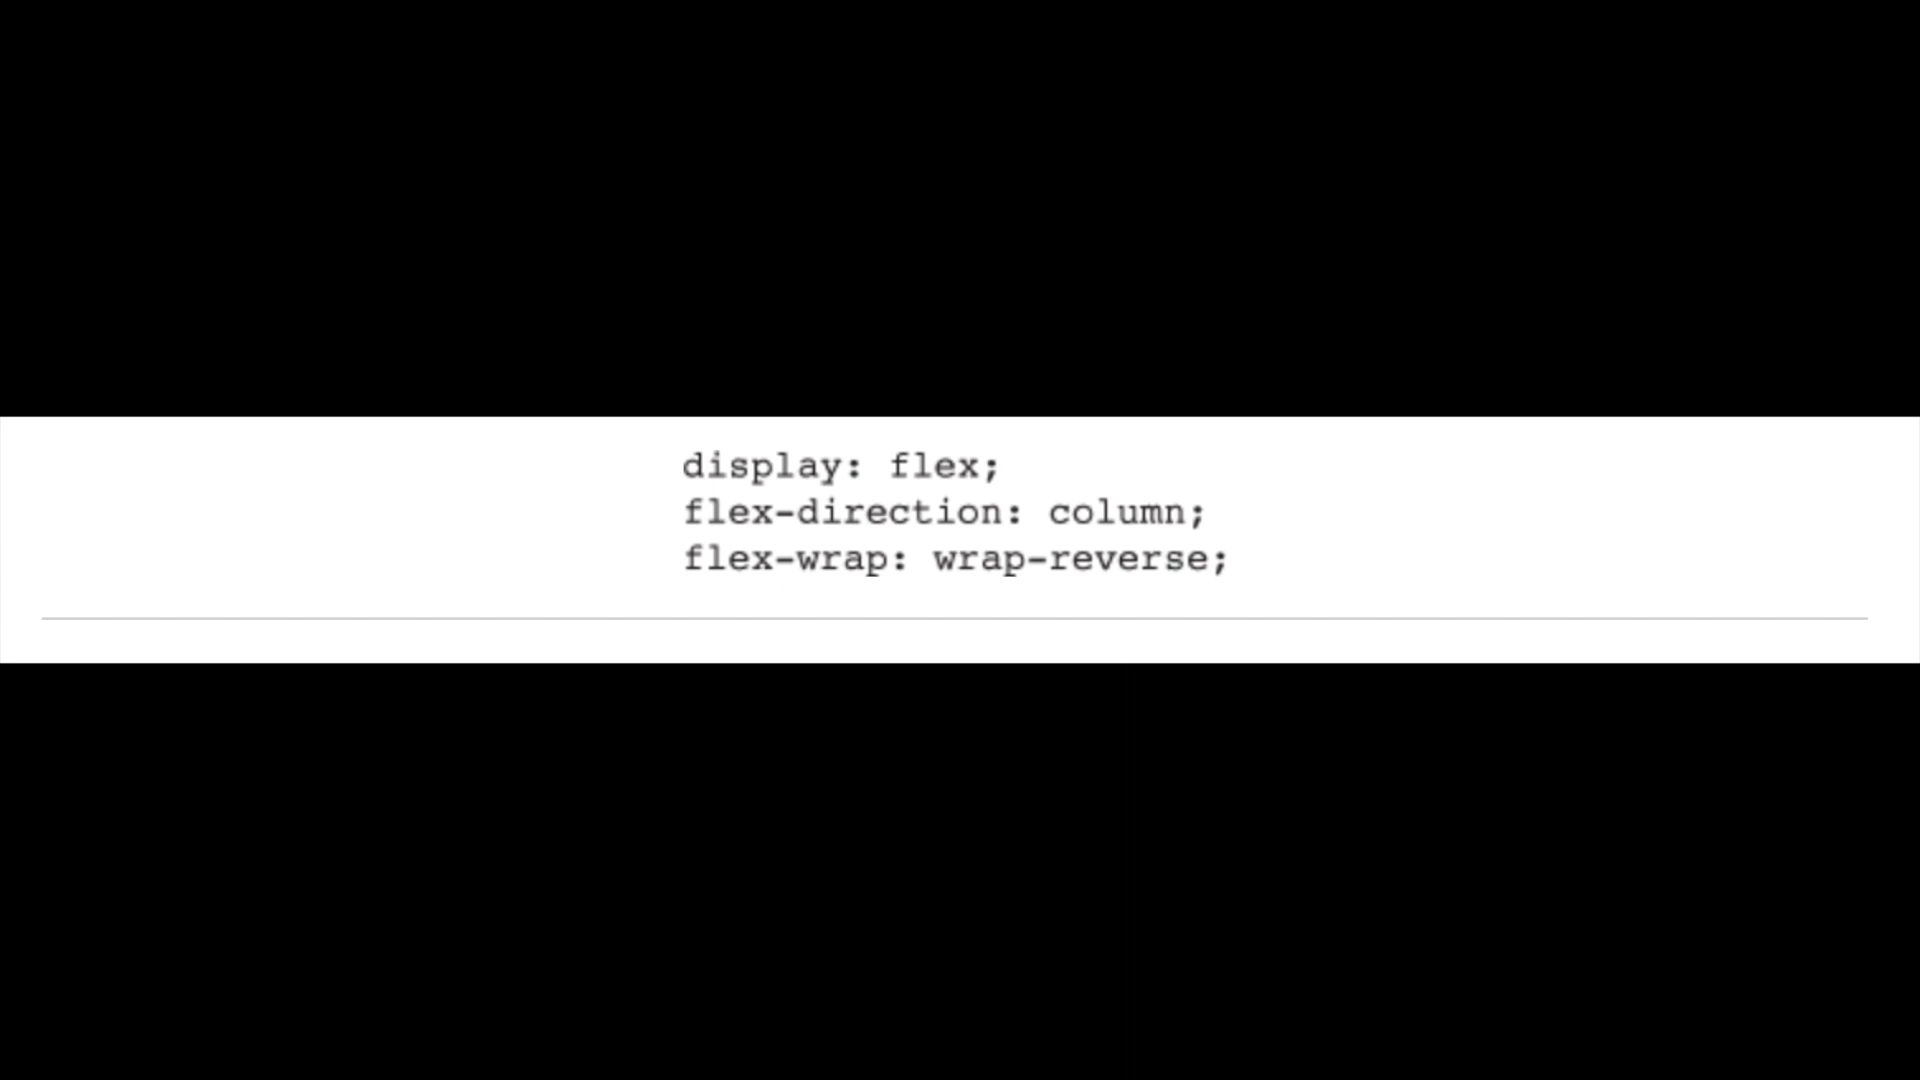 display: flex;
flex-direction: column;
flex-wrap: wrap-reverse;